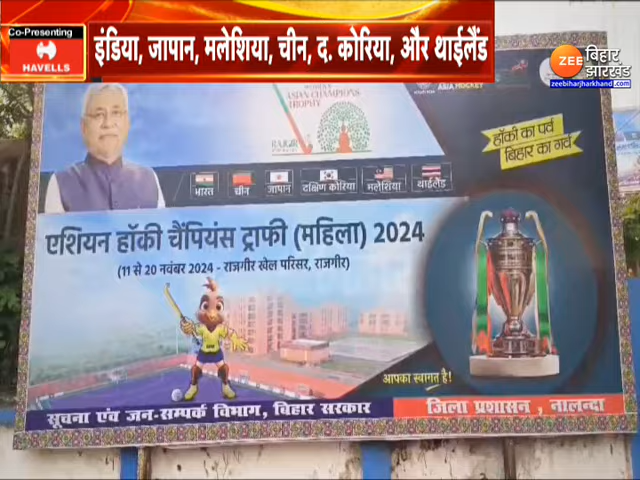 Co-Presenting
HAVELLS
इंडिया, जापान, मलेशिया, चीन, द. कोरिया, और थाईलैंड
ZEE बिहार झारखंड
zeebiharjharkhand.com
ASIAN CHAMPIONS
TROPHY
RAJGIR
ASIA HOCKEY
हॉकी का पर्व
बिहार का गर्व
भारत
चीन
जापान
दक्षिण कोरिया
मलेशिया
थाईलैंड
एशियन हॉकी चैंपियंस ट्राफी (महिला) 2024
(11 से 20 नवंबर 2024 - राजगीर खेल परिसर, राजगीर)
आपका स्वागत है!
सूचना एंव जन-सम्पर्क विभाग, बिहार सरकार
जिला प्रशासन , नालन्दा